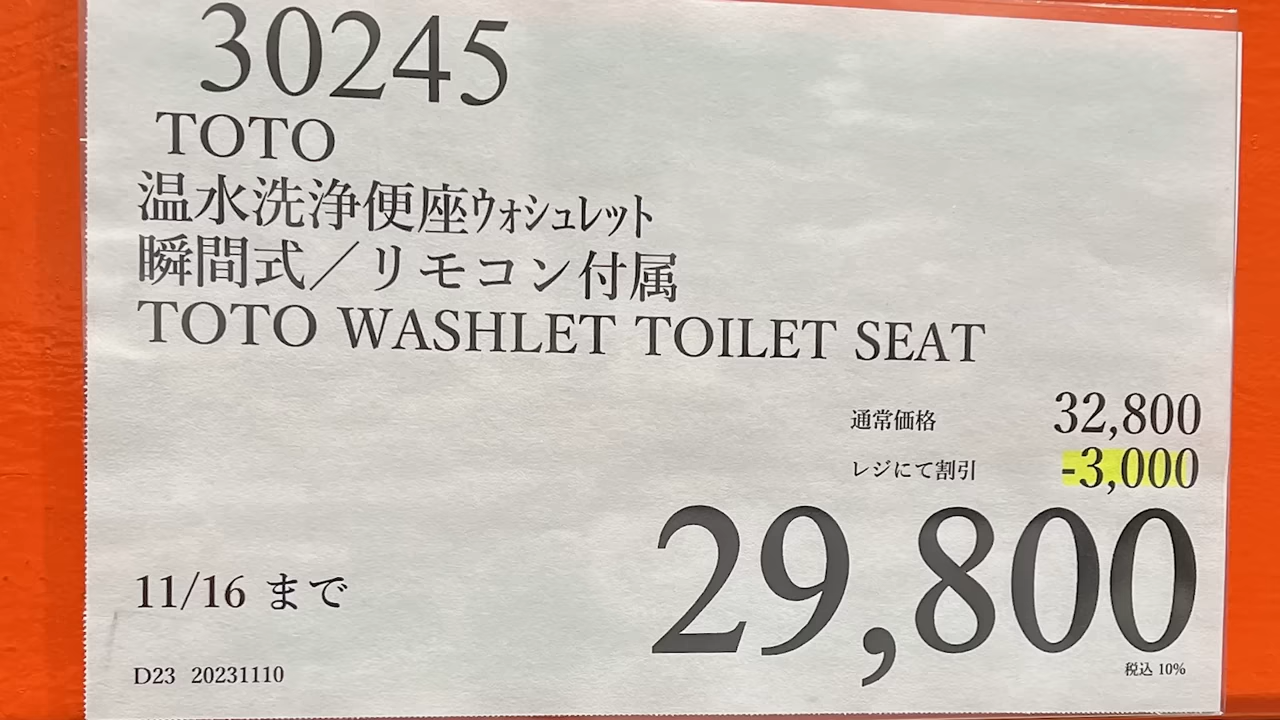 30245
TOTO
温水洗浄便座ｳｫｼｭﾚｯﾄ
瞬間式／リモコン付属
TOTO WASHLET TOILET SEAT
通常価格 32,800
レジにて割引 -3,000
29,800
11/16 まで
税込 10%
D23 20231110